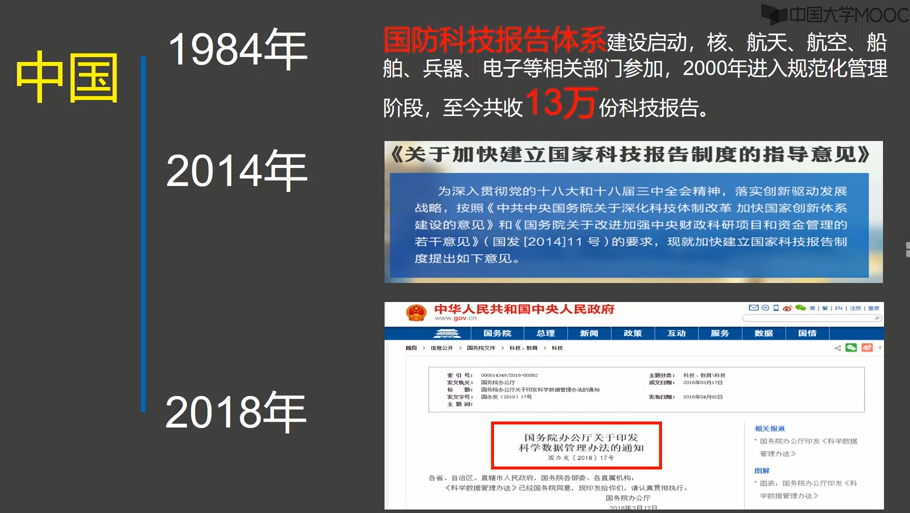 中国大学MOOC
中国
1984年
国防科技报告体系建设启动，核、航天、航空、船
舶、兵器、电子等相关部门参加，2000年进入规范化管理
阶段，至今共收13万份科技报告。
2014年
《关于加快建立国家科技报告制度的指导意见》
为深入贯彻党的十八大和十八届三中全会精神，落实创新驱动发展
战略，按照《中共中央国务院关于深化科技体制改革 加快国家创新体系
建设的意见》和《国务院关于改进加强中央财政科研项目和资金管理的
若干意见》（国发 [2014]11 号）的要求，现就加快建立国家科技报告制
度提出如下意见。
2018年
中华人民共和国中央人民政府
www.gov.cn
国务院 总理 新闻 政策 互动 服务 数据 国情
首页 > 信息公开 > 国务院文件 > 科技、教育 > 科技
索 引 号： 000014349/2018-00052 主题分类： 科技、教育\科技
发文机关： 国务院办公厅 成文日期： 2018年03月17日
标 题： 国务院办公厅关于印发科学数据管理办法的通知
发文字号： 国办发〔2018〕17号 发布日期： 2018年04月02日
主 题 词：
国务院办公厅关于印发
科学数据管理办法的通知
国办发〔2018〕17号
各省、自治区、直辖市人民政府，国务院各部委、各直属机构：
《科学数据管理办法》已经国务院同意，现印发给你们，请认真贯彻执行。
国务院办公厅
2018年3月17日
相关报道
国务院办公厅印发《科学数据
管理办法》
图解
图表：国务院办公厅印发《科
学数据管理办法》